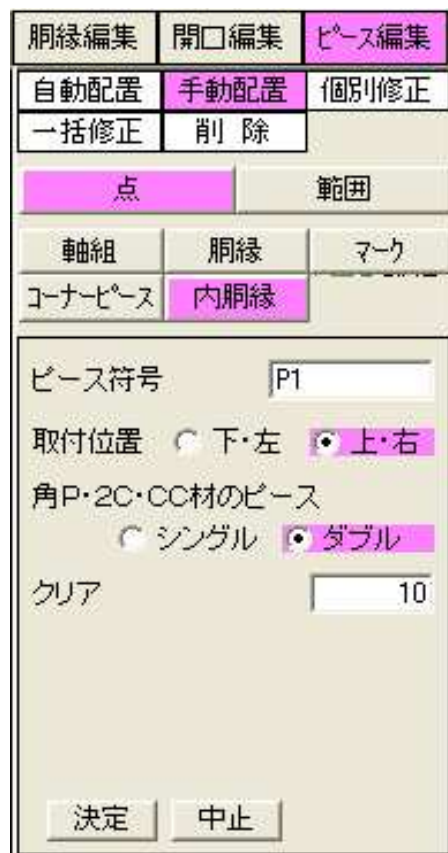 胴縁編集 開口編集 ピース編集
自動配置 手動配置 個別修正
一括修正 削 除
点 範囲
軸組 胴縁 マーク
コーナーピース 内胴縁
ピース符号 P1
取付位置 下・左 上・右
角P・2C・CC材のピース
シングル ダブル
クリア 10
決定 中止